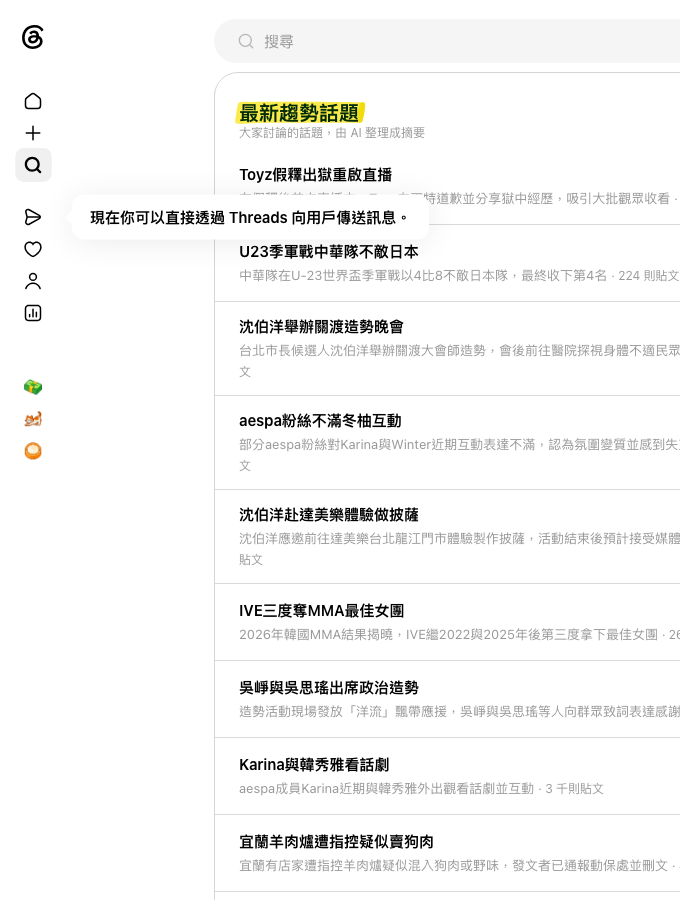 搜尋
最新趨勢話題
大家討論的話題，由 AI 整理成摘要
Toyz假釋出獄重啟直播
特道歉並分享獄中經歷，吸引大批觀眾收看 ·
現在你可以直接透過 Threads 向用戶傳送訊息。
U23季軍戰中華隊不敵日本
中華隊在U-23世界盃季軍戰以4比8不敵日本隊，最終收下第4名 · 224 則貼文
沈伯洋舉辦關渡造勢晚會
台北市長候選人沈伯洋舉辦關渡大會師造勢，會後前往醫院探視身體不適民眾
文
aespa粉絲不滿冬柚互動
部分aespa粉絲對Karina與Winter近期互動表達不滿，認為氛圍變質並感到失
文
沈伯洋赴達美樂體驗做披薩
沈伯洋應邀前往達美樂台北龍江門市體驗製作披薩，活動結束後預計接受媒體
貼文
IVE三度奪MMA最佳女團
2026年韓國MMA結果揭曉，IVE繼2022與2025年後第三度拿下最佳女團 · 26
吳崢與吳思瑤出席政治造勢
造勢活動現場發放「洋流」飄帶應援，吳崢與吳思瑤等人向群眾致詞表達感謝
Karina與韓秀雅看話劇
aespa成員Karina近期與韓秀雅外出觀看話劇並互動 · 3 千則貼文
宜蘭羊肉爐遭指控疑似賣狗肉
宜蘭有店家遭指控羊肉爐疑似混入狗肉或野味，發文者已通報動保處並刪文 ·